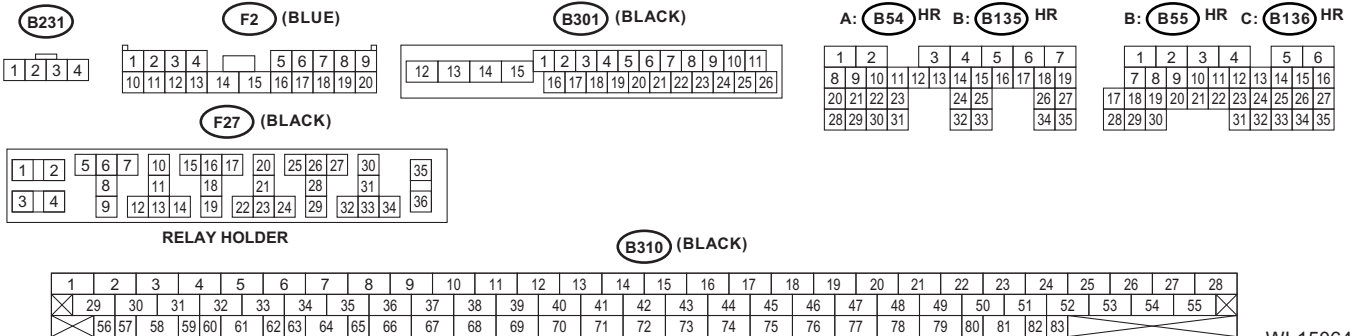 B231
F2 (BLUE)
B301 (BLACK)
A: B54 HR B: B135 HR
B: B55 HR C: B136 HR
1 2 3 4
1 2 3 4 5 6 7 8 9
10 11 12 13 14 15 16 17 18 19 20
12 13 14 15 1 2 3 4 5 6 7 8 9 10 11
16 17 18 19 20 21 22 23 24 25 26
1 2 3 4 5 6 7
8 9 10 11 12 13 14 15 16 17 18 19
20 21 22 23 24 25 26 27
28 29 30 31 32 33 34 35
1 2 3 4 5 6
7 8 9 10 11 12 13 14 15 16
17 18 19 20 21 22 23 24 25 26 27
28 29 30 31 32 33 34 35
F27 (BLACK)
1 2 5 6 7 10 15 16 17 20 25 26 27 30 35
8 11 18 21 28 31
3 4 9 12 13 14 19 22 23 24 29 32 33 34 36
RELAY HOLDER
B310 (BLACK)
1 2 3 4 5 6 7 8 9 10 11 12 13 14 15 16 17 18 19 20 21 22 23 24 25 26 27 28
29 30 31 32 33 34 35 36 37 38 39 40 41 42 43 44 45 46 47 48 49 50 51 52 53 54 55
56 57 58 59 60 61 62 63 64 65 66 67 68 69 70 71 72 73 74 75 76 77 78 79 80 81 82 83